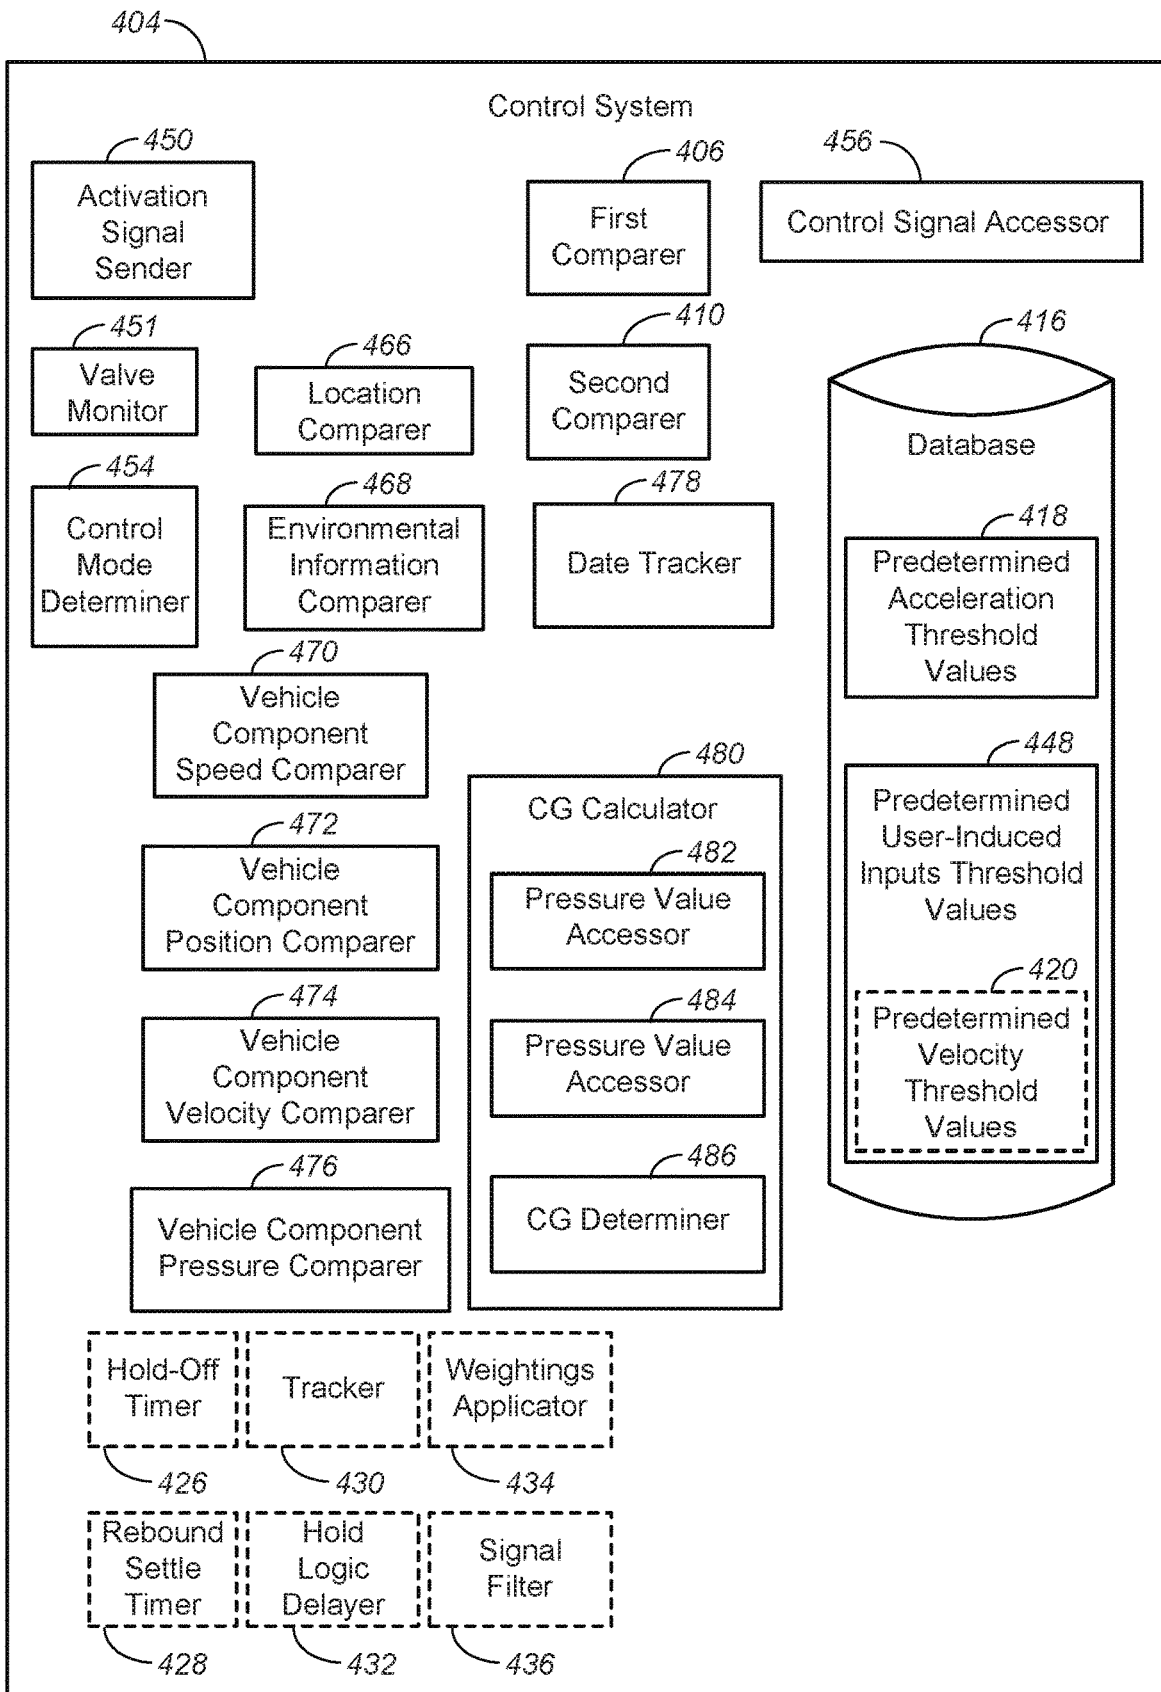 404
Control System
450
Activation
Signal
Sender
406
First
Comparer
456
Control Signal Accessor
451
Valve
Monitor
466
Location
Comparer
410
Second
Comparer
416
Database
454
Control
Mode
Determiner
468
Environmental
Information
Comparer
478
Date Tracker
418
Predetermined
Acceleration
Threshold
Values
470
Vehicle
Component
Speed Comparer
448
Predetermined
User-Induced
Inputs Threshold
Values
420
Predetermined
Velocity
Threshold
Values
480
CG Calculator
482
Pressure Value
Accessor
484
Pressure Value
Accessor
486
CG Determiner
472
Vehicle
Component
Position Comparer
474
Vehicle
Component
Velocity Comparer
476
Vehicle Component
Pressure Comparer
Hold-Off
Timer
426
Tracker
430
Weightings
Applicator
434
Rebound
Settle
Timer
428
Hold
Logic
Delayer
432
Signal
Filter
436